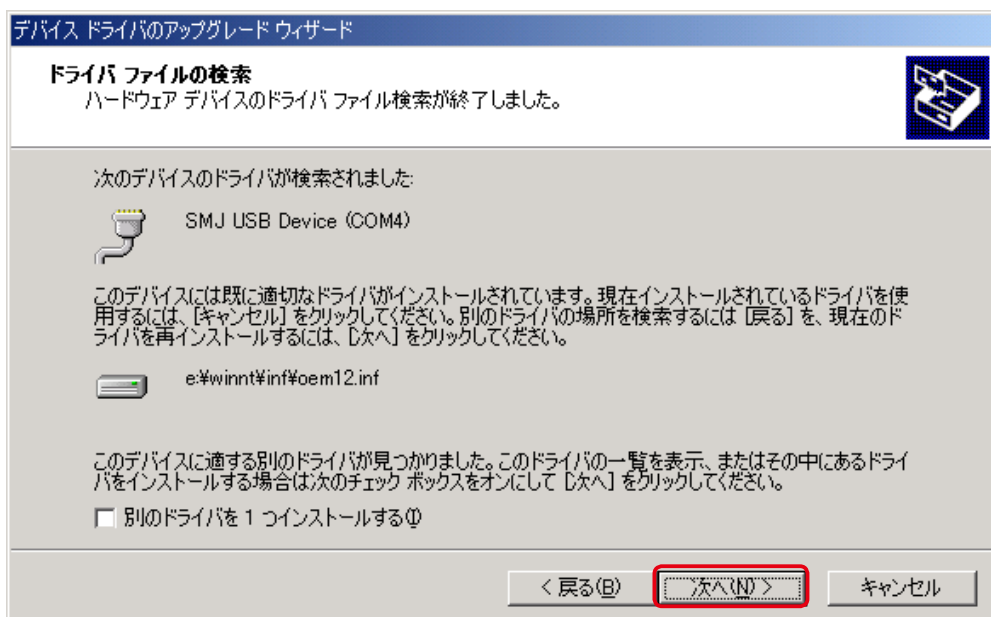 デバイス ドライバのアップグレード ウィザード
ドライバ ファイルの検索
ハードウェア デバイスのドライバ ファイル検索が終了しました。
次のデバイスのドライバが検索されました:
SMJ USB Device (COM4)
このデバイスには既に適切なドライバがインストールされています。現在インストールされているドライバを使
用するには、[キャンセル] をクリックしてください。別のドライバの場所を検索するには [戻る] を、現在のド
ライバを再インストールするには、[次へ] をクリックしてください。
e:¥winnt¥inf¥oem12.inf
このデバイスに適する別のドライバが見つかりました。このドライバの一覧を表示、またはその中にあるドライ
バをインストールする場合は次のチェック ボックスをオンにして [次へ] をクリックしてください。
別のドライバを 1 つインストールする(I)
< 戻る(B) 次へ(N) > キャンセル